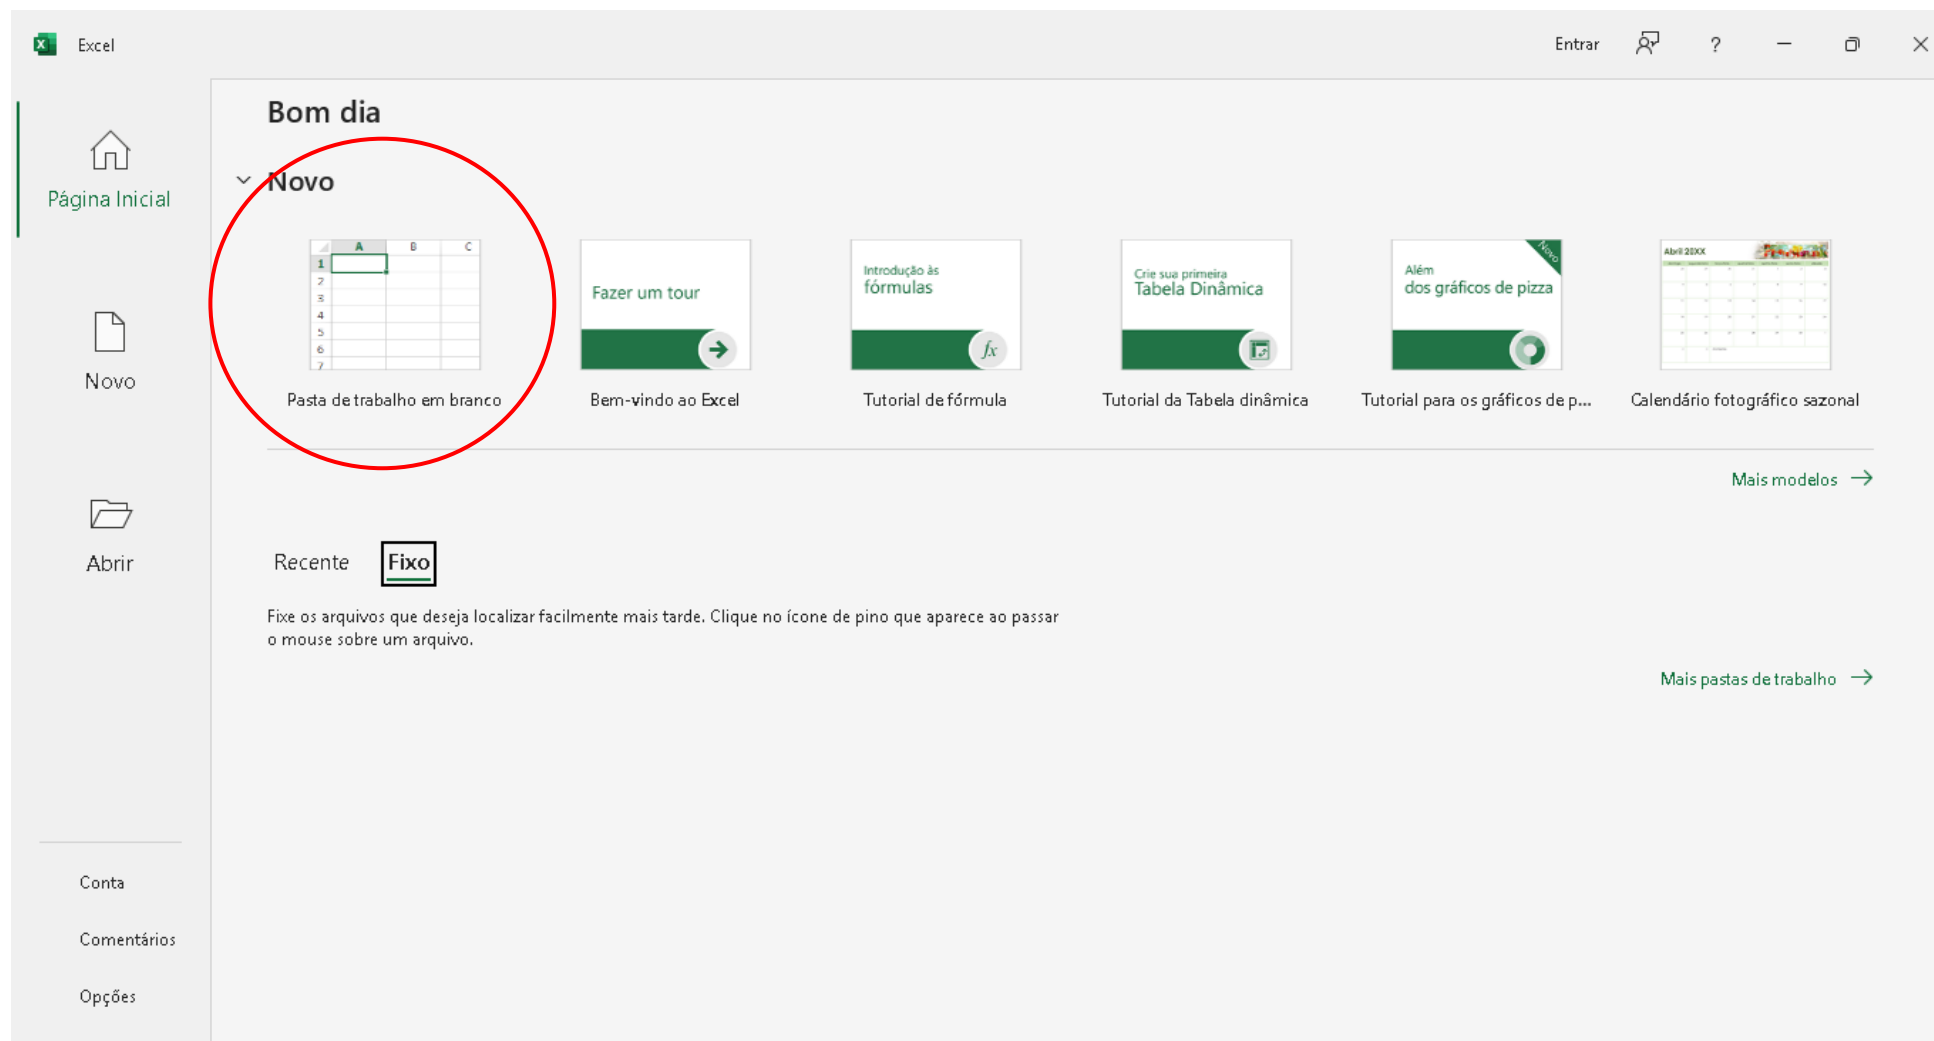 Excel
Entrar
?
Bom dia
Página Inicial
Novo
A B C
1
2
3
4
5
6
7
Pasta de trabalho em branco
Fazer um tour
Bem-vindo ao Excel
Introdução às
fórmulas
fx
Tutorial de fórmula
Crie sua primeira
Tabela Dinâmica
Tutorial da Tabela dinâmica
Novo
Além
dos gráficos de pizza
Tutorial para os gráficos de p...
Abril 20XX
Calendário fotográfico sazonal
Novo
Mais modelos
Abrir
Recente Fixo
Fixe os arquivos que deseja localizar facilmente mais tarde. Clique no ícone de pino que aparece ao passar
o mouse sobre um arquivo.
Mais pastas de trabalho
Conta
Comentários
Opções